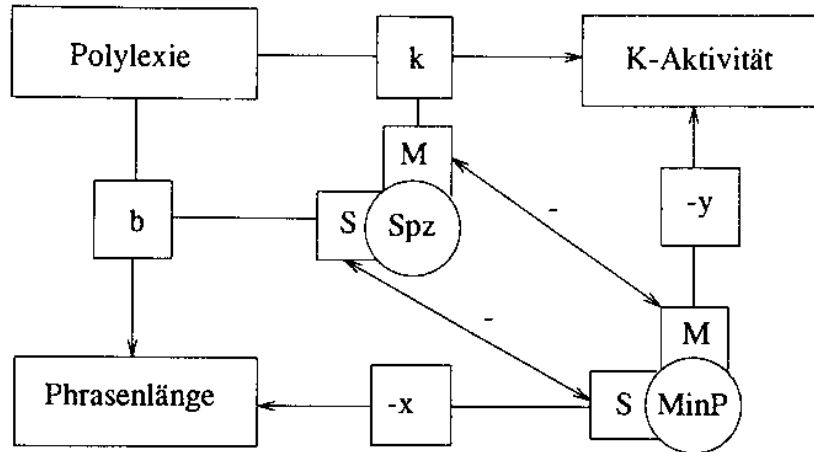 Polylexie
k
K-Aktivität
M
b
S
Spz
-
-y
-
M
Phrasenlänge
-x
S
MinP